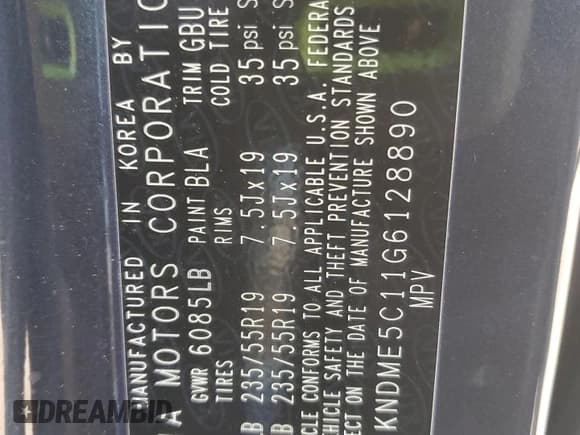 MANUFACTURED IN KOREA BY
MOTORS CORPORATIO
GVWR 6085LB PAINT BLA TRIM GBU
TIRES RIMS COLD TIRE
235/55R19 7.5Jx19 35 psi S
235/55R19 7.5Jx19 35 psi S
CLE CONFORMS TO ALL APPLICABLE U.S.A. FEDERA
EHICLE SAFETY AND THEFT PREVENTION STANDARDS
ECT ON THE DATE OF MANUFACTURE SHOWN ABOVE
KNDME5C11G6128890
MPV
DREAMBID